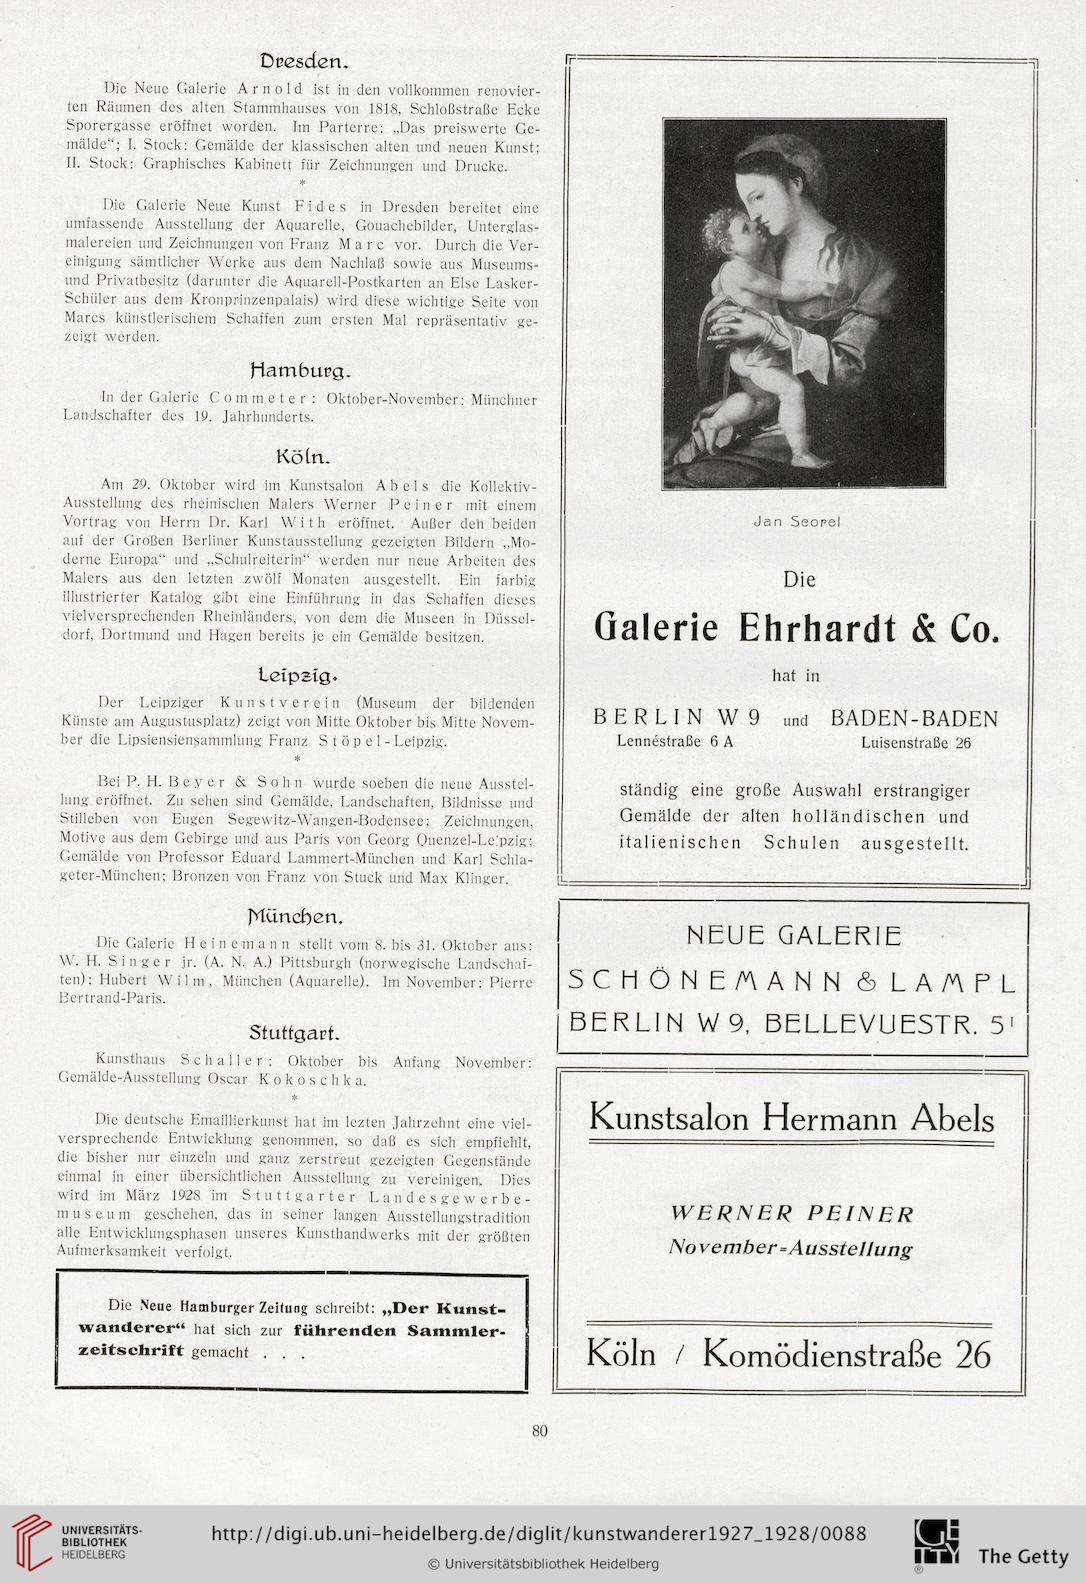 Dresden.
Die Neue Galerie Arnold ist in den vollkommen renovier-
ten Räumen des alten Stammhauses von 1818, Schloßstraße Ecke
Sporergasse eröffnet worden. Im Parterre: „Das preiswerte Ge-
mälde“; I. Stock: Gemälde der klassischen alten und neuen Kunst;
II. Stock: Graphisches Kabinett für Zeichnungen und Drucke.
*
Die Galerie Neue Kunst Fides in Dresden bereitet eine
umfassende Ausstellung der Aquarelle, Gouachebilder, Unterglas-
malereien und Zeichnungen von Franz Marc vor. Durch die Ver-
einigung sämtlicher Werke aus dem Nachlaß sowie aus Museums-
und Privatbesitz (darunter die Aquarell-Postkarten an Else Lasker-
Schüler aus dem Kronprinzenpalais) wird diese wichtige Seite von
Marcs künstlerischem Schaffen zum ersten Mal repräsentativ ge-
zeigt werden.
Hamburg.
In der Galerie Commeter: Oktober-November: Münchner
Landschafter des 19. Jahrhunderts.
Köln.
Am 29. Oktober wird im Kunstsalon Abels die Kollektiv-
Ausstellung des rheinischen Malers Werner Peiner mit einem
Vortrag von Herrn Dr. Karl With eröffnet. Außer den beiden
auf der Großen Berliner Kunstausstellung gezeigten Bildern „Mo-
derne Europa“ und „Schulreiterin“ werden nur neue Arbeiten des
Malers aus den letzten zwölf Monaten ausgestellt. Ein farbig
illustrierter Katalog gibt eine Einführung in das Schaffen dieses
vielversprechenden Rheinländers, von dem die Museen in Düssel-
dorf, Dortmund und Hagen bereits je ein Gemälde besitzen.
Leipzig.
Der Leipziger Kunstverein (Museum der bildenden
Künste am Augustusplatz) zeigt von Mitte Oktober bis Mitte Novem-
ber die Lipsiensiensammlung Franz Stöpel-Leipzig.
*
Bei P. H. Beyer & Sohn wurde soeben die neue Ausstel-
lung eröffnet. Zu sehen sind Gemälde, Landschaften, Bildnisse und
Stilleben von Eugen Segewitz-Wangen-Bodensee; Zeichnungen,
Motive aus dem Gebirge und aus Paris von Georg Quenzel-Leipzig;
Gemälde von Professor Eduard Lammert-München und Karl Schla-
geter-München; Bronzen von Franz von Stuck und Max Klinger.
München.
Die Galerie Heinemann stellt vom 8. bis 31. Oktober aus:
W. H. Singer jr. (A. N. A.) Pittsburgh (norwegische Landschaf-
ten); Hubert Wilm, München (Aquarelle). Im November: Pierre
Bertrand-Paris.
Stuttgart.
Kunsthaus Schaller: Oktober bis Anfang November:
Gemälde-Ausstellung Oscar Kokoschka.
*
Die deutsche Emaillierkunst hat im lezten Jahrzehnt eine viel-
versprechende Entwicklung genommen, so daß es sich empfiehlt,
die bisher nur einzeln und ganz zerstreut gezeigten Gegenstände
einmal in einer übersichtlichen Ausstellung zu vereinigen. Dies
wird im März 1928 im Stuttgarter Landesgewerbe-
museum geschehen, das in seiner langen Ausstellungstradition
alle Entwicklungsphasen unseres Kunsthandwerks mit der größten
Aufmerksamkeit verfolgt.
Die Neue Hamburger Zeitung schreibt: „Der Kunst-
wanderer“ hat sich zur führenden Sammler-
zeitschrift gemacht . . .
Jan Scorel
Die
Galerie Ehrhardt & Co.
hat in
BERLIN W 9 und BADEN-BADEN
Lennéstraße 6 A Luisenstraße 26
ständig eine große Auswahl erstrangiger
Gemälde der alten holländischen und
italienischen Schulen ausgestellt.
NEUE GALERIE
SCHÖNEMANN & LAMPL
BERLIN W 9, BELLEVUESTR. 5¹
Kunstsalon Hermann Abels
WERNER PEINER
November=Ausstellung
Köln / Komödienstraße 26
80
UNIVERSITÄTS-
BIBLIOTHEK
HEIDELBERG
http://digi.ub.uni-heidelberg.de/diglit/kunstwanderer1927_1928/0088
© Universitätsbibliothek Heidelberg
GETTY
®
The Getty